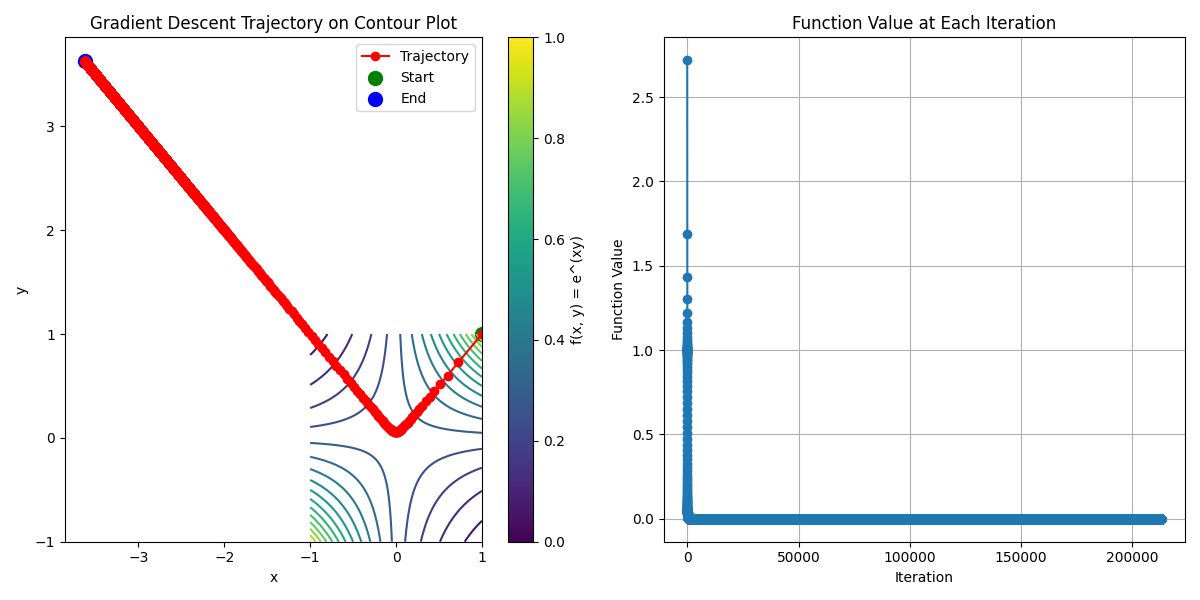 Gradient Descent Trajectory on Contour Plot
Trajectory
Start
End
3
2
1
0
−1
y
−3
−2
−1
0
1
x
1.0
0.8
0.6
0.4
0.2
0.0
f(x, y) = e^(xy)
Function Value at Each Iteration
2.5
2.0
1.5
1.0
0.5
0.0
Function Value
0
50000
100000
150000
200000
Iteration